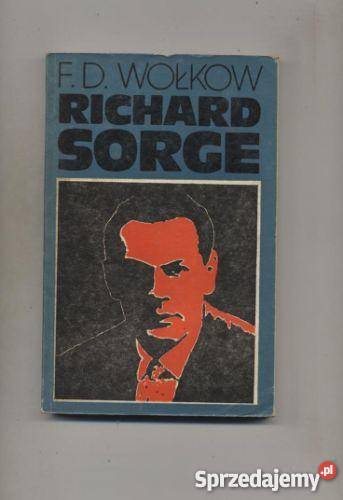 F. D. WOŁKOW
RICHARD
SORGE
Sprzedajemy.pl